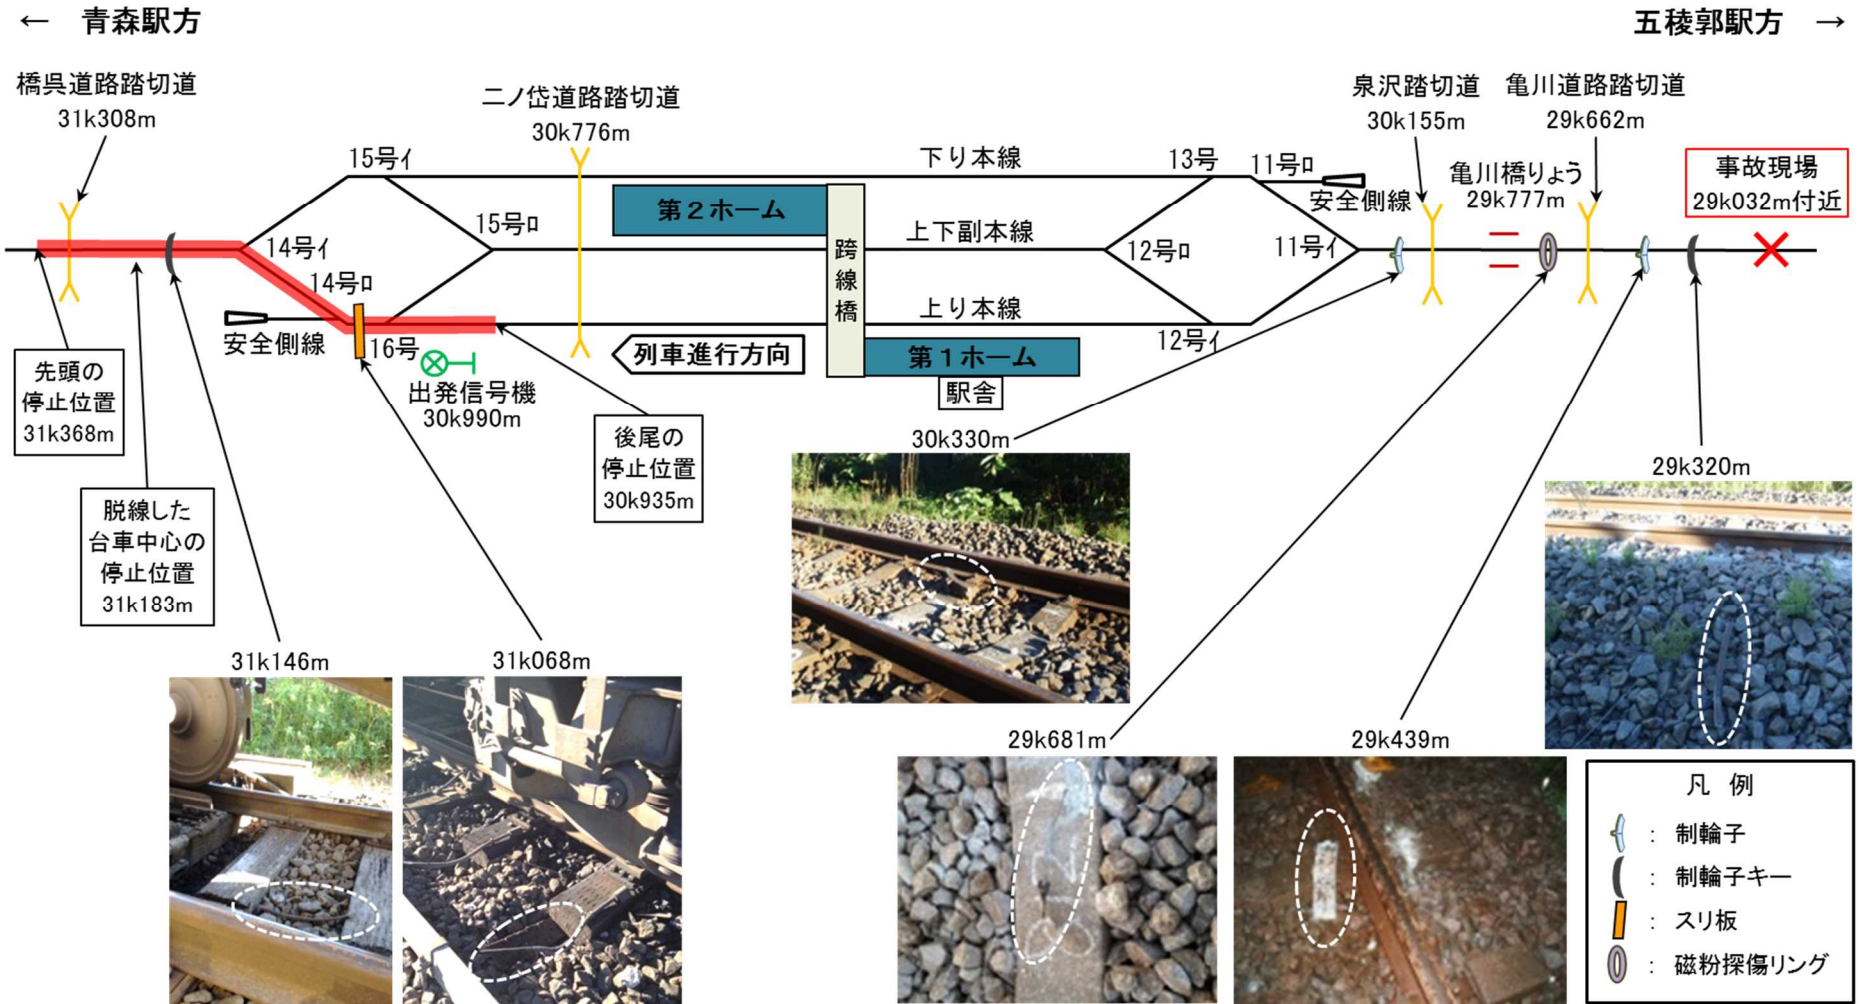 ← 青森駅方
五稜郭駅方 →
橋呉道路踏切道
31k308m
二ノ岱道路踏切道
30k776m
泉沢踏切道
30k155m
亀川道路踏切道
29k662m
事故現場
29k032m付近
亀川橋りょう
29k777m
15号イ
下り本線
13号
11号ロ
安全側線
第2ホーム
15号ロ
上下副本線
12号ロ
11号イ
14号イ
14号ロ
跨線橋
上り本線
安全側線
16号
12号イ
列車進行方向
第1ホーム
駅舎
出発信号機
30k990m
先頭の
停止位置
31k368m
後尾の
停止位置
30k935m
脱線した
台車中心の
停止位置
31k183m
30k330m
29k320m
31k146m
31k068m
29k681m
29k439m
凡 例
: 制輪子
: 制輪子キー
: スリ板
: 磁粉探傷リング